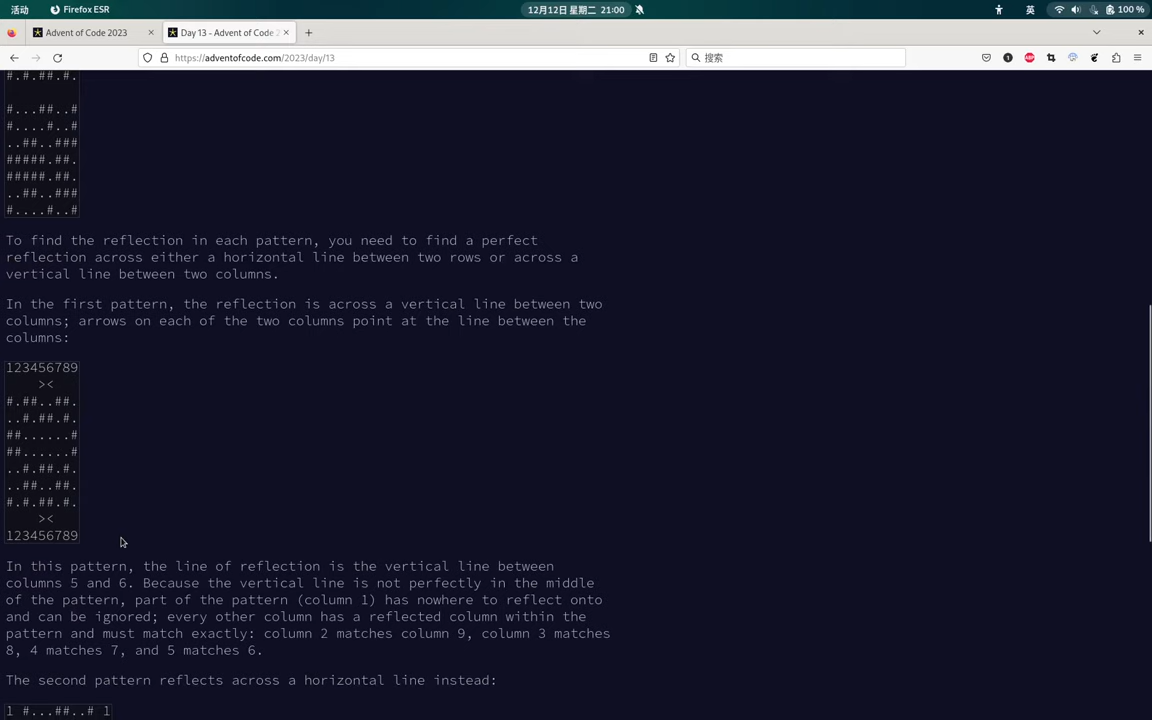 活动
Firefox ESR
12月12日 星期二 21:00
100 %
Advent of Code 2023
Day 13 - Advent of Code 2
https://adventofcode.com/2023/day/13
搜索
英
#.#.##.#.
#...##..#
#....#..#
..##..###
#####.##.
#####.##.
..##..###
#....#..#
To find the reflection in each pattern, you need to find a perfect
reflection across either a horizontal line between two rows or across a
vertical line between two columns.
In the first pattern, the reflection is across a vertical line between two
columns; arrows on each of the two columns point at the line between the
columns:
123456789
><
#.##..##.
..#.##.#.
##......#
##......#
..#.##.#.
..##..##.
#.#.##.#.
><
123456789
In this pattern, the line of reflection is the vertical line between
columns 5 and 6. Because the vertical line is not perfectly in the middle
of the pattern, part of the pattern (column 1) has nowhere to reflect onto
and can be ignored; every other column has a reflected column within the
pattern and must match exactly: column 2 matches column 9, column 3 matches
8, 4 matches 7, and 5 matches 6.
The second pattern reflects across a horizontal line instead:
1 #...##..# 1